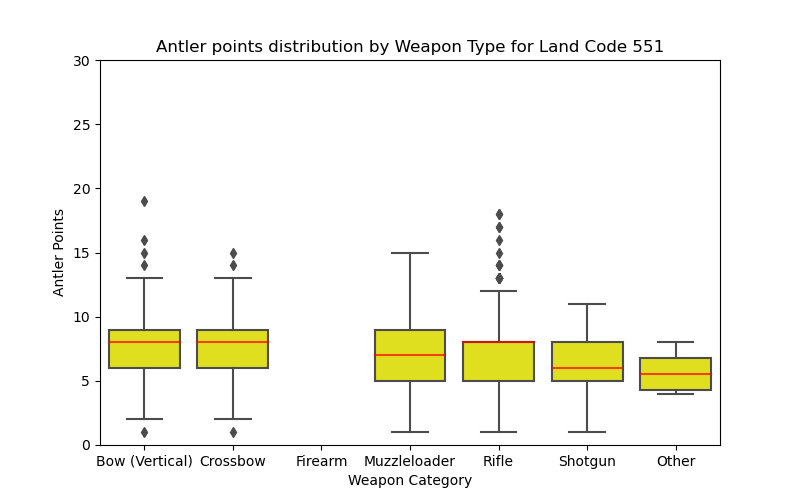 Antler points distribution by Weapon Type for Land Code 551
30
25
20
15
10
5
0
Antler Points
Bow (Vertical) Crossbow Firearm Muzzleloader Rifle Shotgun Other
Weapon Category